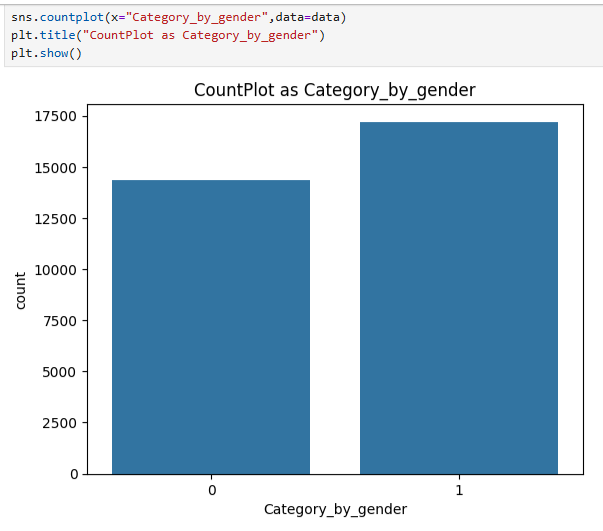 sns.countplot(x="Category_by_gender",data=data)
plt.title("CountPlot as Category_by_gender")
plt.show()
CountPlot as Category_by_gender
17500
15000
12500
10000
7500
5000
2500
0
count
0 1
Category_by_gender